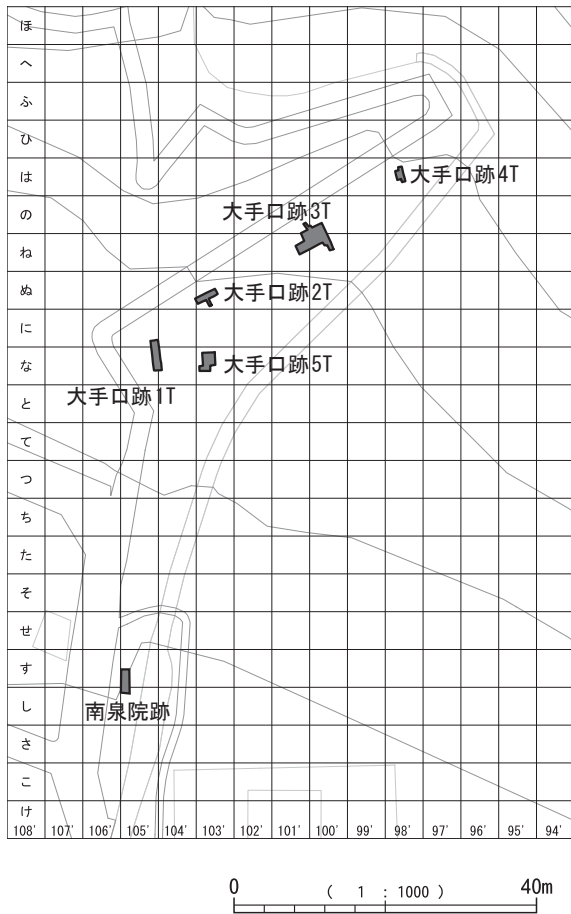 ほ
へ
ふ
ひ
は
の
ね
ぬ
に
な
と
て
つ
ち
た
そ
せ
す
し
さ
こ
け
大手口跡4T
大手口跡3T
大手口跡2T
大手口跡5T
大手口跡1T
南泉院跡
108' 107' 106' 105' 104' 103' 102' 101' 100' 99' 98' 97' 96' 95' 94'
0 ( 1 : 1000 ) 40m